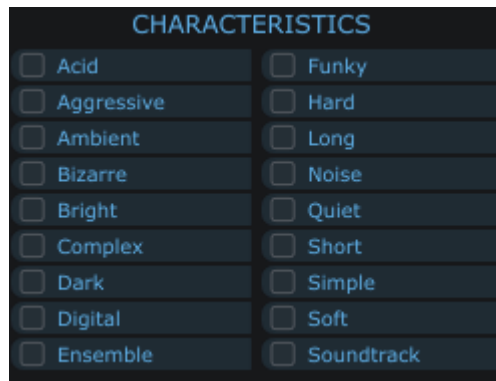 CHARACTERISTICS
Acid
Aggressive
Ambient
Bizarre
Bright
Complex
Dark
Digital
Ensemble
Funky
Hard
Long
Noise
Quiet
Short
Simple
Soft
Soundtrack